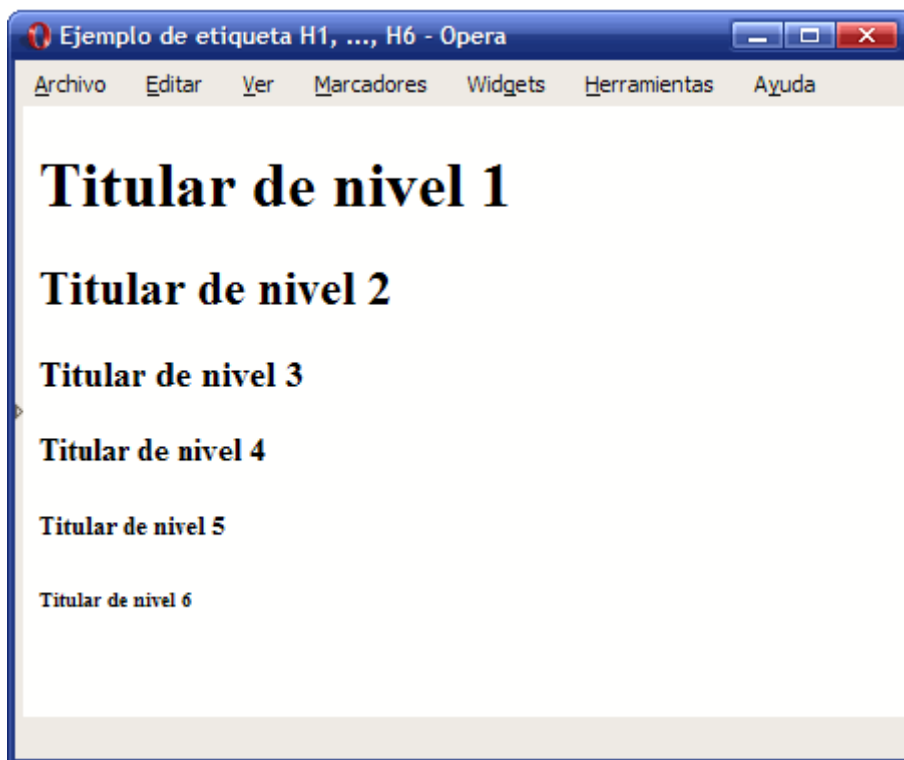 Ejemplo de etiqueta H1, ..., H6 - Opera
Archivo Editar Ver Marcadores Widgets Herramientas Ayuda
Titular de nivel 1
Titular de nivel 2
Titular de nivel 3
Titular de nivel 4
Titular de nivel 5
Titular de nivel 6